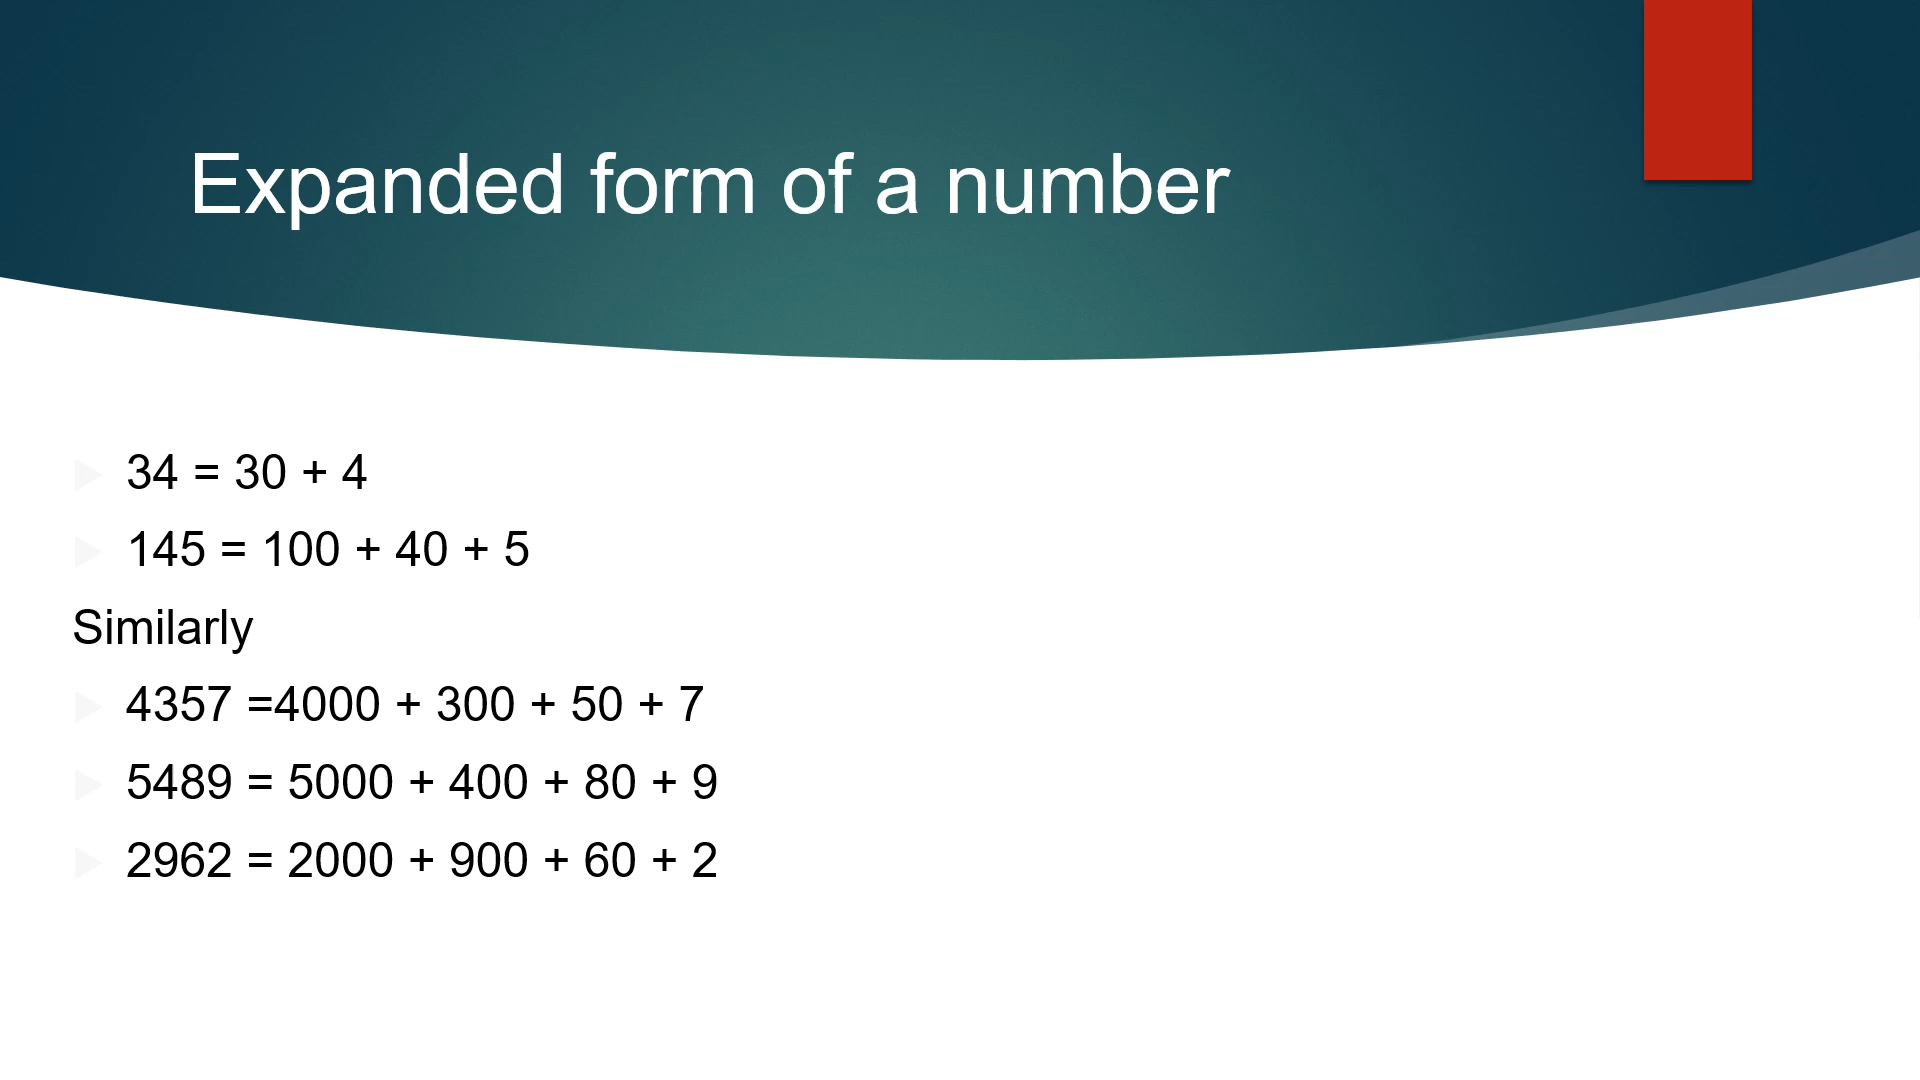 Expanded form of a number
34 = 30 + 4
145 = 100 + 40 + 5
Similarly
4357 =4000 + 300 + 50 + 7
5489 = 5000 + 400 + 80 + 9
2962 = 2000 + 900 + 60 + 2